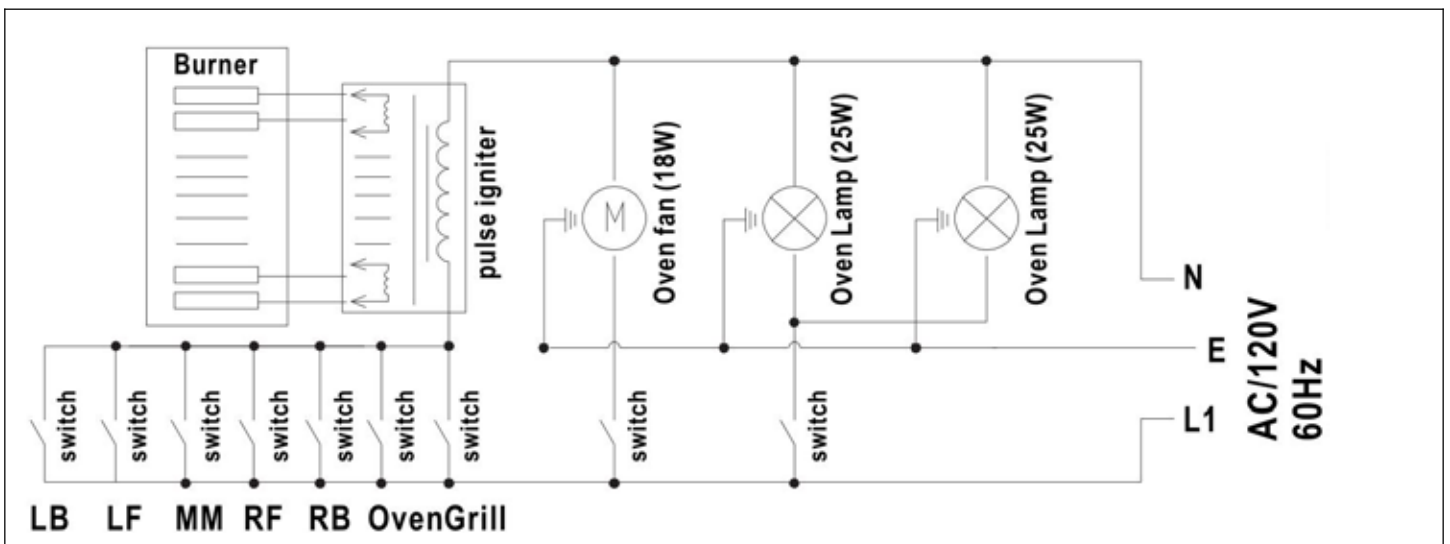 Burner
pulse igniter
Oven fan (18W)
M
Oven Lamp (25W)
Oven Lamp (25W)
N
E
L1
AC/120V
60Hz
switch
switch
switch
switch
switch
switch
switch
switch
switch
LB LF MM RF RB OvenGrill